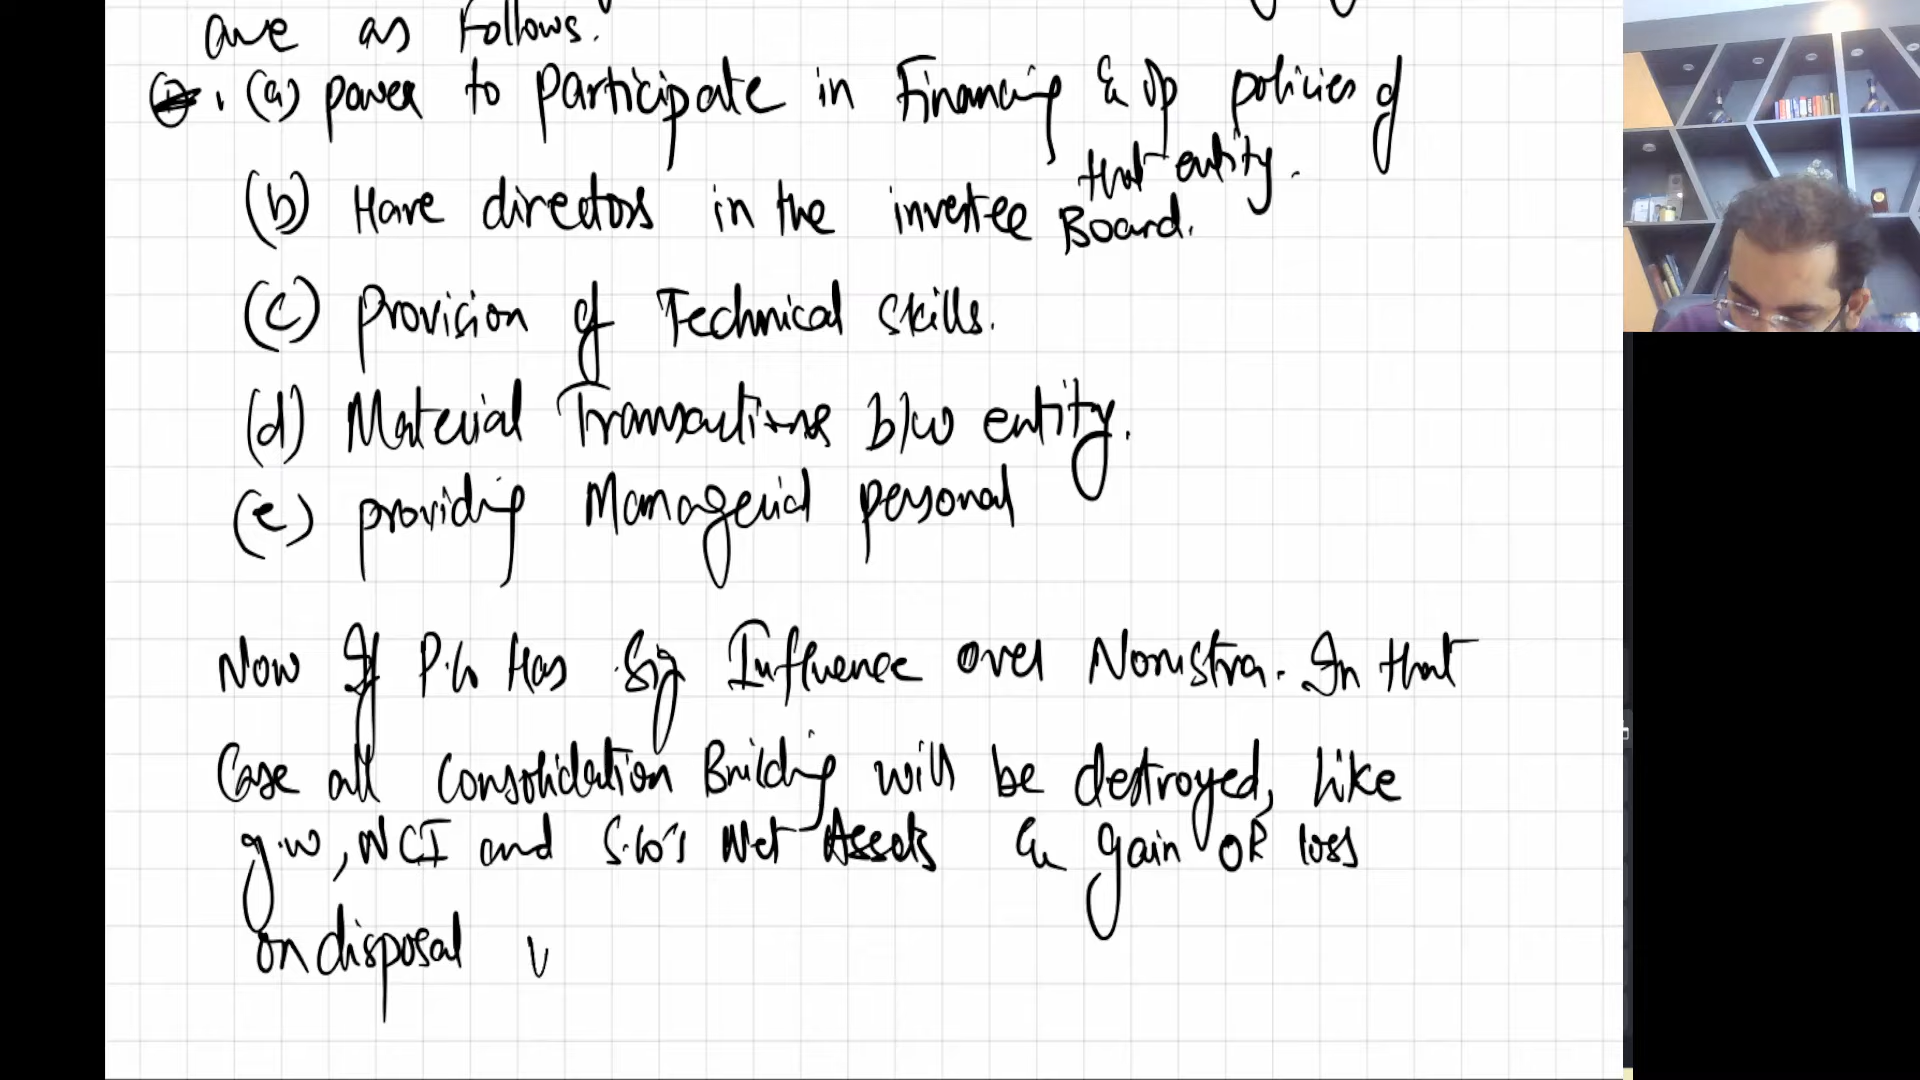 are as Follows.
(a) power to participate in Financing & op policies of
that entity.
(b) Have directors in the investee Board.
(c) Provision of Technical Skills.
(d) Material Transactions b/w entity.
(e) providing Managerial personal
Now If P.Co Has Sig Influence over Noristra. In that
Case all Consolidation Building will be destroyed, like
g.w, NCI and S.Co's Net Assets & gain OR loss
on disposal